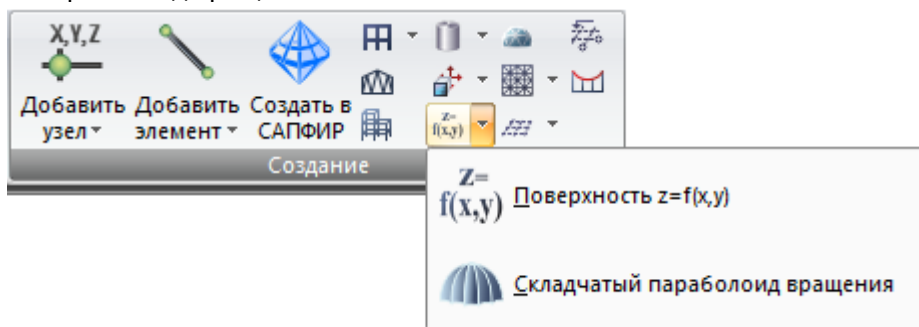 X,Y,Z
Добавить Добавить Создать в
узел элемент САПФИР
z=
f(x,y)
Создание
z=
f(x,y) Поверхность z=f(x,y)
Складчатый параболоид вращения